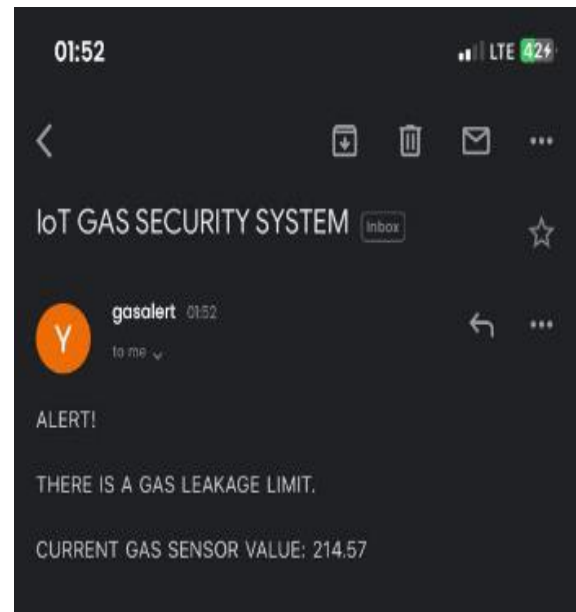 01:52 LTE 42
IoT GAS SECURITY SYSTEM Inbox
gasalert 01:52
Y
to me
ALERT!
THERE IS A GAS LEAKAGE LIMIT.
CURRENT GAS SENSOR VALUE: 214.57